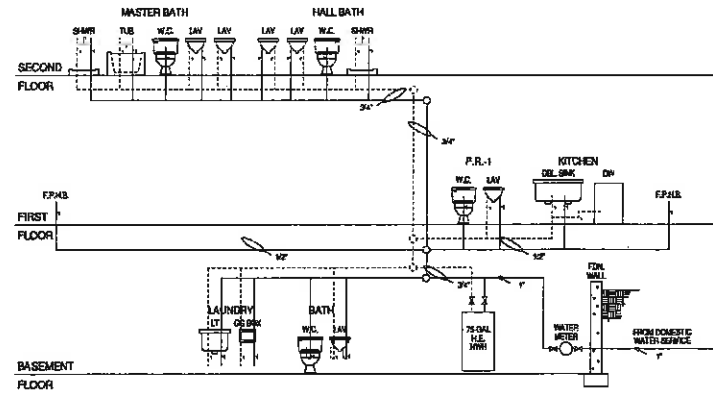 MASTER BATH
HALL BATH
SHWR
TUB
W.C.
LAV
LAV
LAV
LAV
W.C.
SHWR
SECOND
FLOOR
3/4"
3/4"
P.R.-1
KITCHEN
W.C.
LAV
DBL. SINK
DW
F.P.H.B.
F.P.H.B.
FIRST
FLOOR
1/2"
1/2"
3/4"
1"
FDN.
WALL
LAUNDRY
BATH
LT
W.C.
LAV
75 GAL
H.E.
HWH
WATER
METER
FROM DOMESTIC
WATER SERVICE
1"
BASEMENT
FLOOR